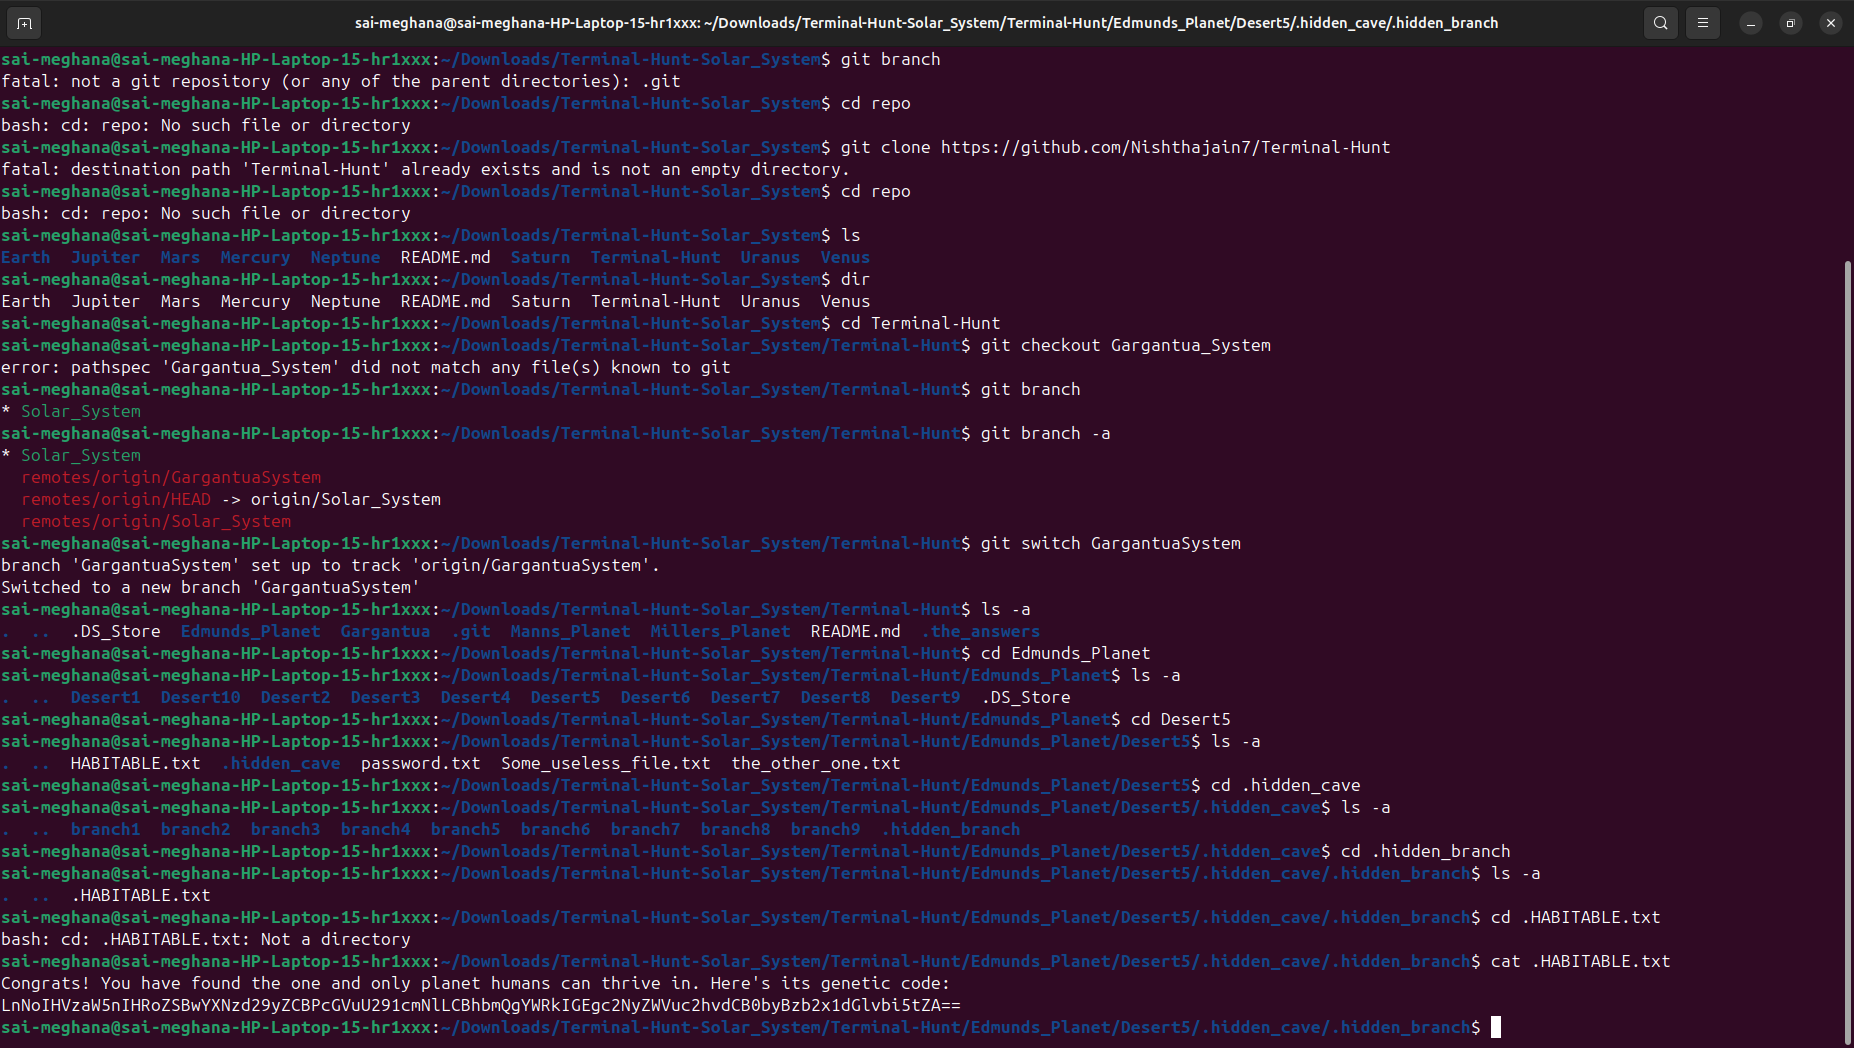 sai-meghana@sai-meghana-HP-Laptop-15-hr1xxx: ~/Downloads/Terminal-Hunt-Solar_System/Terminal-Hunt/Edmunds_Planet/Desert5/.hidden_cave/.hidden_branch
sai-meghana@sai-meghana-HP-Laptop-15-hr1xxx:~/Downloads/Terminal-Hunt-Solar_System$ git branch
fatal: not a git repository (or any of the parent directories): .git
sai-meghana@sai-meghana-HP-Laptop-15-hr1xxx:~/Downloads/Terminal-Hunt-Solar_System$ cd repo
bash: cd: repo: No such file or directory
sai-meghana@sai-meghana-HP-Laptop-15-hr1xxx:~/Downloads/Terminal-Hunt-Solar_System$ git clone https://github.com/Nishthajain7/Terminal-Hunt
fatal: destination path 'Terminal-Hunt' already exists and is not an empty directory.
sai-meghana@sai-meghana-HP-Laptop-15-hr1xxx:~/Downloads/Terminal-Hunt-Solar_System$ cd repo
bash: cd: repo: No such file or directory
sai-meghana@sai-meghana-HP-Laptop-15-hr1xxx:~/Downloads/Terminal-Hunt-Solar_System$ ls
Earth  Jupiter  Mars  Mercury  Neptune  README.md  Saturn  Terminal-Hunt  Uranus  Venus
sai-meghana@sai-meghana-HP-Laptop-15-hr1xxx:~/Downloads/Terminal-Hunt-Solar_System$ dir
Earth  Jupiter  Mars  Mercury  Neptune  README.md  Saturn  Terminal-Hunt  Uranus  Venus
sai-meghana@sai-meghana-HP-Laptop-15-hr1xxx:~/Downloads/Terminal-Hunt-Solar_System$ cd Terminal-Hunt
sai-meghana@sai-meghana-HP-Laptop-15-hr1xxx:~/Downloads/Terminal-Hunt-Solar_System/Terminal-Hunt$ git checkout Gargantua_System
error: pathspec 'Gargantua_System' did not match any file(s) known to git
sai-meghana@sai-meghana-HP-Laptop-15-hr1xxx:~/Downloads/Terminal-Hunt-Solar_System/Terminal-Hunt$ git branch
* Solar_System
sai-meghana@sai-meghana-HP-Laptop-15-hr1xxx:~/Downloads/Terminal-Hunt-Solar_System/Terminal-Hunt$ git branch -a
* Solar_System
  remotes/origin/GargantuaSystem
  remotes/origin/HEAD -> origin/Solar_System
  remotes/origin/Solar_System
sai-meghana@sai-meghana-HP-Laptop-15-hr1xxx:~/Downloads/Terminal-Hunt-Solar_System/Terminal-Hunt$ git switch GargantuaSystem
branch 'GargantuaSystem' set up to track 'origin/GargantuaSystem'.
Switched to a new branch 'GargantuaSystem'
sai-meghana@sai-meghana-HP-Laptop-15-hr1xxx:~/Downloads/Terminal-Hunt-Solar_System/Terminal-Hunt$ ls -a
.  ..  .DS_Store  Edmunds_Planet  Gargantua  .git  Manns_Planet  Millers_Planet  README.md  .the_answers
sai-meghana@sai-meghana-HP-Laptop-15-hr1xxx:~/Downloads/Terminal-Hunt-Solar_System/Terminal-Hunt$ cd Edmunds_Planet
sai-meghana@sai-meghana-HP-Laptop-15-hr1xxx:~/Downloads/Terminal-Hunt-Solar_System/Terminal-Hunt/Edmunds_Planet$ ls -a
.  ..  Desert1  Desert10  Desert2  Desert3  Desert4  Desert5  Desert6  Desert7  Desert8  Desert9  .DS_Store
sai-meghana@sai-meghana-HP-Laptop-15-hr1xxx:~/Downloads/Terminal-Hunt-Solar_System/Terminal-Hunt/Edmunds_Planet$ cd Desert5
sai-meghana@sai-meghana-HP-Laptop-15-hr1xxx:~/Downloads/Terminal-Hunt-Solar_System/Terminal-Hunt/Edmunds_Planet/Desert5$ ls -a
.  ..  HABITABLE.txt  .hidden_cave  password.txt  Some_useless_file.txt  the_other_one.txt
sai-meghana@sai-meghana-HP-Laptop-15-hr1xxx:~/Downloads/Terminal-Hunt-Solar_System/Terminal-Hunt/Edmunds_Planet/Desert5$ cd .hidden_cave
sai-meghana@sai-meghana-HP-Laptop-15-hr1xxx:~/Downloads/Terminal-Hunt-Solar_System/Terminal-Hunt/Edmunds_Planet/Desert5/.hidden_cave$ ls -a
.  ..  branch1  branch2  branch3  branch4  branch5  branch6  branch7  branch8  branch9  .hidden_branch
sai-meghana@sai-meghana-HP-Laptop-15-hr1xxx:~/Downloads/Terminal-Hunt-Solar_System/Terminal-Hunt/Edmunds_Planet/Desert5/.hidden_cave$ cd .hidden_branch
sai-meghana@sai-meghana-HP-Laptop-15-hr1xxx:~/Downloads/Terminal-Hunt-Solar_System/Terminal-Hunt/Edmunds_Planet/Desert5/.hidden_cave/.hidden_branch$ ls -a
.  ..  .HABITABLE.txt
sai-meghana@sai-meghana-HP-Laptop-15-hr1xxx:~/Downloads/Terminal-Hunt-Solar_System/Terminal-Hunt/Edmunds_Planet/Desert5/.hidden_cave/.hidden_branch$ cd .HABITABLE.txt
bash: cd: .HABITABLE.txt: Not a directory
sai-meghana@sai-meghana-HP-Laptop-15-hr1xxx:~/Downloads/Terminal-Hunt-Solar_System/Terminal-Hunt/Edmunds_Planet/Desert5/.hidden_cave/.hidden_branch$ cat .HABITABLE.txt
Congrats! You have found the one and only planet humans can thrive in. Here's its genetic code:
LnNoIHVzaW5nIHRoZSBwYXNzd29yZCBPcGVuU291cmNlLCBhbmQgYWRkIGEgc2NyZWVuc2hvdCB0byBzb2x1dGlvbi5tZA==
sai-meghana@sai-meghana-HP-Laptop-15-hr1xxx:~/Downloads/Terminal-Hunt-Solar_System/Terminal-Hunt/Edmunds_Planet/Desert5/.hidden_cave/.hidden_branch$